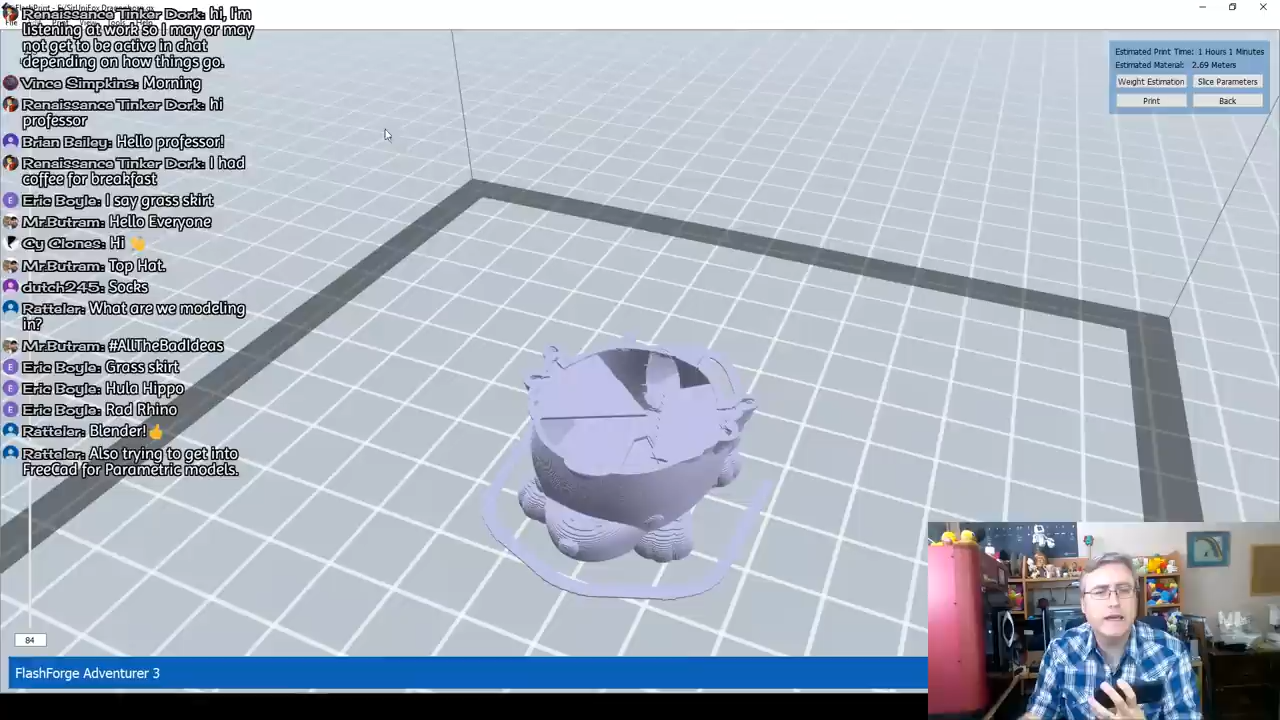 Renaissance Tinker Dork: hi, I'm
listening at work so I may or may
not get to be active in chat
depending on how things go.
Vince Simpkins: Morning
Renaissance Tinker Dork: hi
professor
Brian Bailey: Hello professor!
Renaissance Tinker Dork: I had
coffee for breakfast
Eric Boyle: I say grass skirt
Mr.Butram: Hello Everyone
Cy Clones: Hi 👋
Mr.Butram: Top Hat.
dutch245: Socks
Ratteler: What are we modeling
in?
Mr.Butram: #AllTheBadIdeas
Eric Boyle: Grass skirt
Eric Boyle: Hula Hippo
Eric Boyle: Rad Rhino
Ratteler: Blender!👍
Ratteler: Also trying to get into
FreeCad for Parametric models.
Estimated Print Time: 1 Hours 1 Minutes
Estimated Material: 2.69 Meters
Weight Estimation Slice Parameters
Print Back
84
FlashForge Adventurer 3